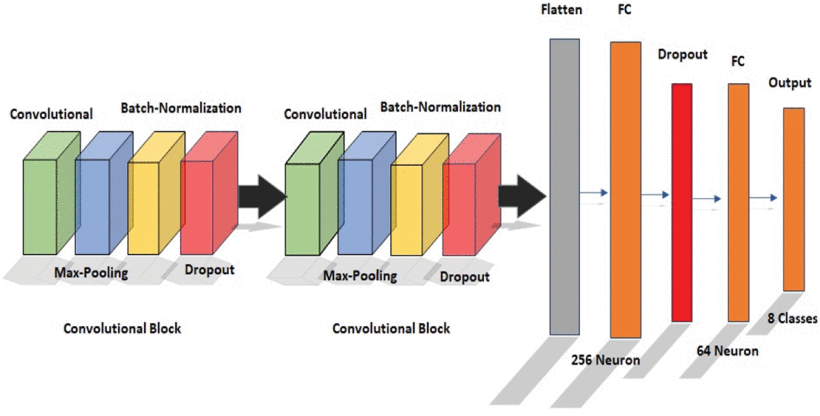 Flatten
FC
Dropout
FC
Output
Convolutional
Batch-Normalization
Convolutional
Batch-Normalization
Max-Pooling
Dropout
Max-Pooling
Dropout
Convolutional Block
Convolutional Block
256 Neuron
64 Neuron
8 Classes